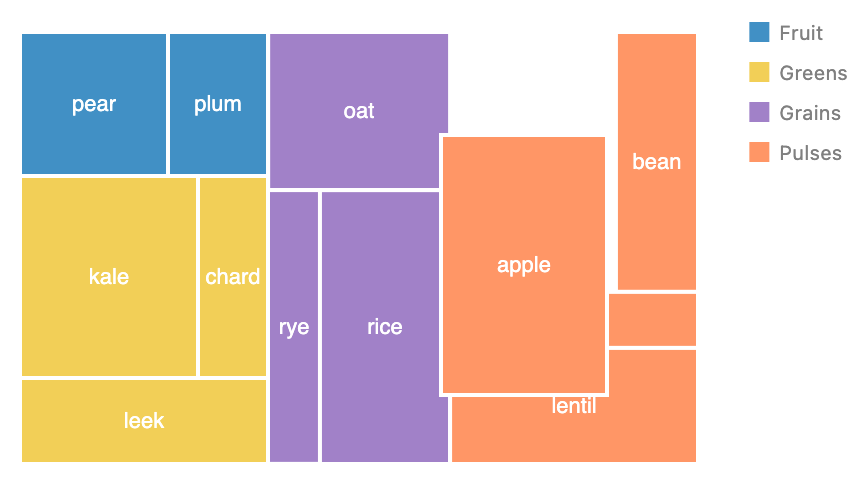 pear
plum
oat
bean
kale
chard
apple
rye
rice
leek
lentil
Fruit
Greens
Grains
Pulses